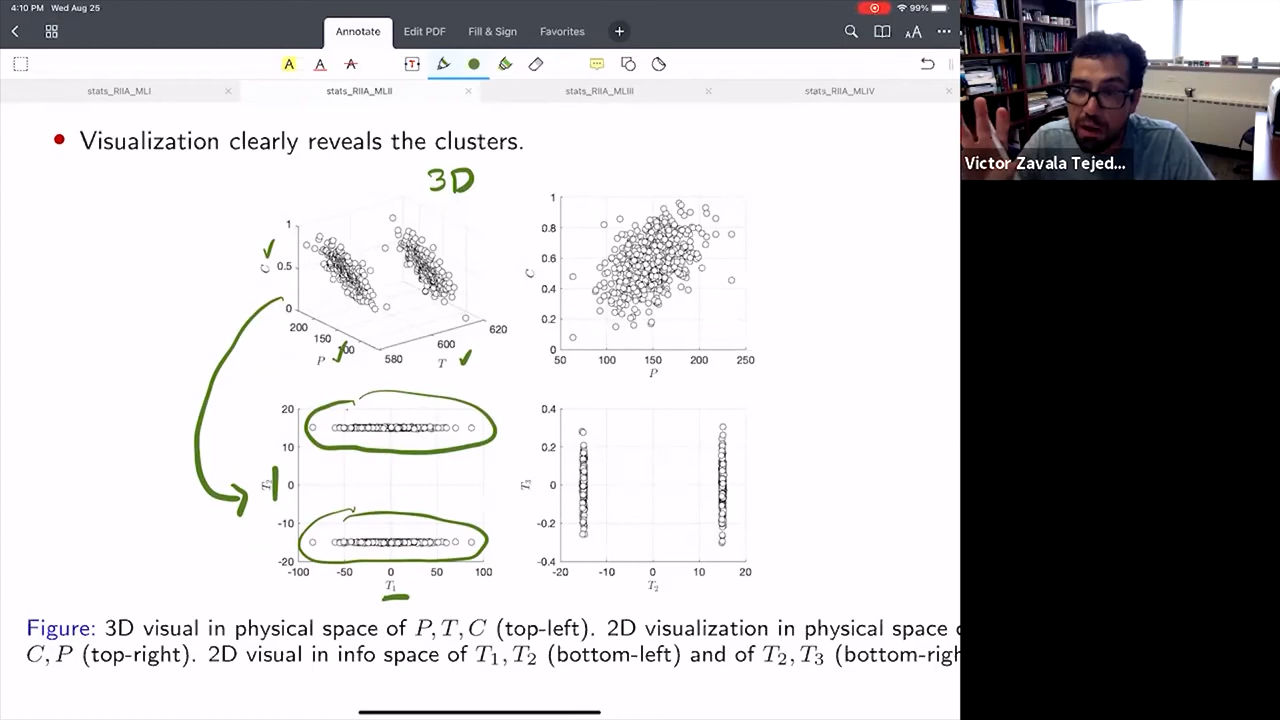 4:10 PM Wed Aug 25
99%
Annotate Edit PDF Fill & Sign Favorites
A A A T AA
stats_RIIA_MLI stats_RIIA_MLII stats_RIIA_MLIII stats_RIIA_MLIV
Victor Zavala Tejed...
Visualization clearly reveals the clusters.
3D
1
C 0.5
0
200
150
00
P
580
600
620
T
1
0.8
0.6
C
0.4
0.2
0
50 100 150 200 250
P
20
10
T 0
-10
-20
-100 -50 0 50 100
T1
0.4
0.2
T3 0
-0.2
-0.4
-20 -10 0 10 20
T2
Figure: 3D visual in physical space of P, T, C (top-left). 2D visualization in physical space
C, P (top-right). 2D visual in info space of T1, T2 (bottom-left) and of T2, T3 (bottom-righ